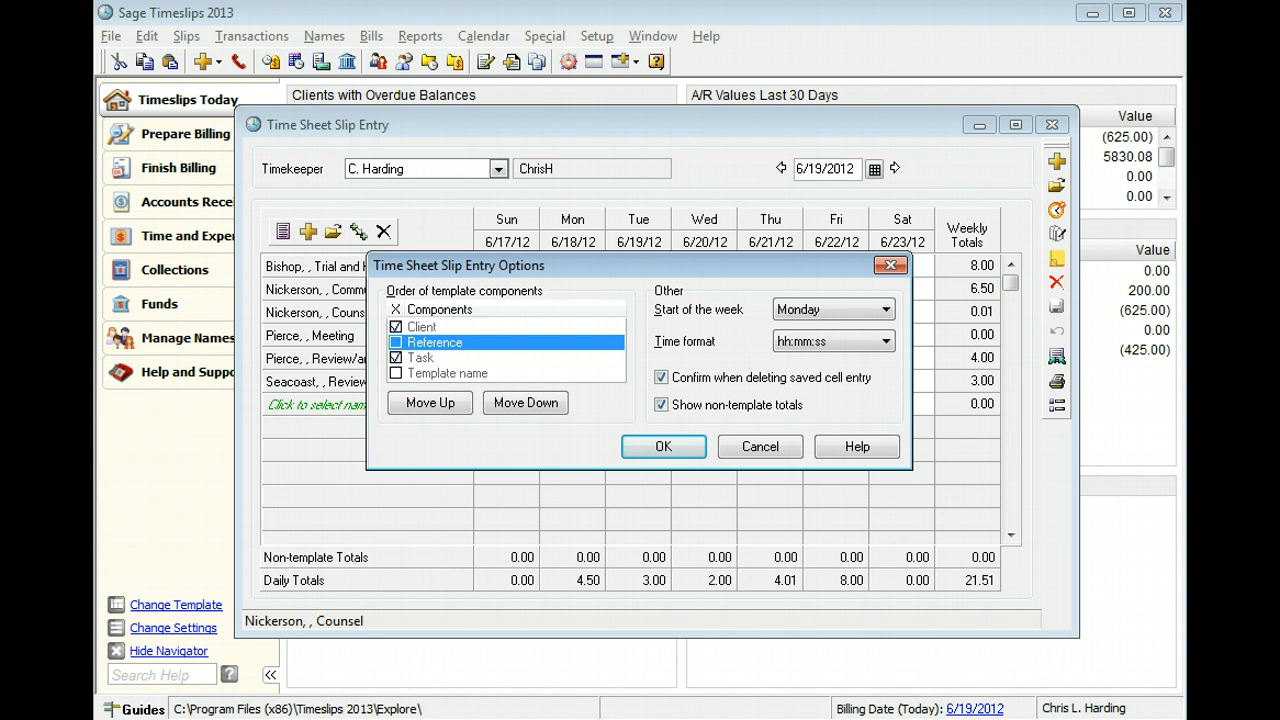 Sage Timeslips 2013
File Edit Slips Transactions Names Bills Reports Calendar Special Setup Window Help
Timeslips Today
Prepare Billing
Finish Billing
Accounts Rece
Time and Expe
Collections
Funds
Manage Names
Help and Suppo
Change Template
Change Settings
Hide Navigator
Search Help
Clients with Overdue Balances
A/R Values Last 30 Days
Value
(625.00)
5830.08
0.00
0.00
Value
0.00
200.00
(625.00)
0.00
(425.00)
Time Sheet Slip Entry
Timekeeper C. Harding ChrisH 6/19/2012
Sun Mon Tue Wed Thu Fri Sat Weekly Totals
6/17/12 6/18/12 6/19/12 6/20/12 6/21/12 6/22/12 6/23/12
Bishop, , Trial and H 8.00
Nickerson, , Comm 6.50
Nickerson, , Couns 0.01
Pierce, , Meeting 0.00
Pierce, , Review/ar 4.00
Seacoast, , Review 3.00
Click to select nam 0.00
Non-template Totals 0.00 0.00 0.00 0.00 0.00 0.00 0.00 0.00
Daily Totals 0.00 4.50 3.00 2.00 4.01 8.00 0.00 21.51
Nickerson, , Counsel
Time Sheet Slip Entry Options
Order of template components
X Components
Client
Reference
Task
Template name
Move Up Move Down
Other
Start of the week Monday
Time format hh:mm:ss
Confirm when deleting saved cell entry
Show non-template totals
OK Cancel Help
Guides C:\Program Files (x86)\Timeslips 2013\Explore\ Billing Date (Today): 6/19/2012 Chris L. Harding